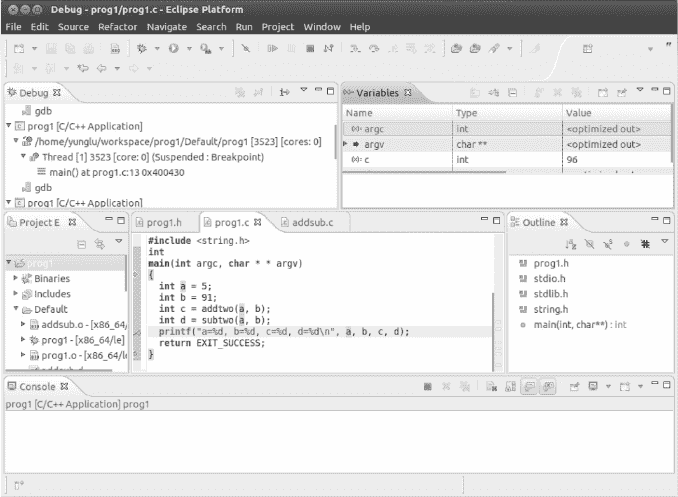 Debug - prog1/prog1.c - Eclipse Platform
File Edit Source Refactor Navigate Search Run Project Window Help
Debug
gdb
prog1 [C/C++ Application]
/home/yunglu/workspace/prog1/Default/prog1 [3523] [cores: 0]
Thread [1] 3523 [core: 0] (Suspended : Breakpoint)
main() at prog1.c:13 0x400430
gdb
prog1 [C/C++ Application]
Variables
Name Type Value
argc int <optimized out>
argv char ** <optimized out>
c int 96
Project E
prog1
Binaries
Includes
Default
addsub.o - [x86_64/
prog1 - [x86_64/le]
prog1.o - [x86_64/l
addsub.d
prog1.h prog1.c addsub.c
#include <string.h>
int
main(int argc, char * * argv)
{
int a = 5;
int b = 91;
int c = addtwo(a, b);
int d = subtwo(a, b);
printf("a=%d, b=%d, c=%d, d=%d\n", a, b, c, d);
return EXIT_SUCCESS;
}
Outline
prog1.h
stdio.h
stdlib.h
string.h
main(int, char**) : int
Console
prog1 [C/C++ Application] prog1